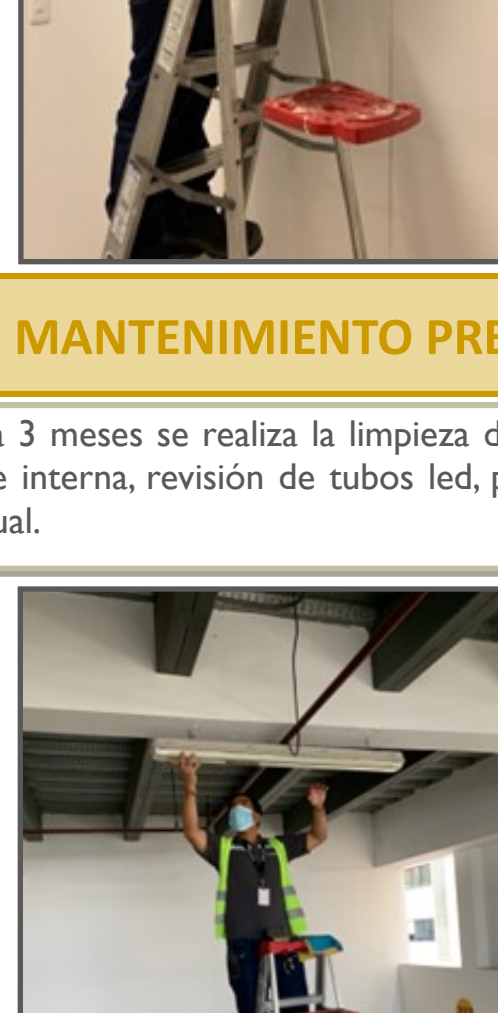 MANTENIMIENTO PRE
a 3 meses se realiza la limpieza d
e interna, revisión de tubos led, p
ual.